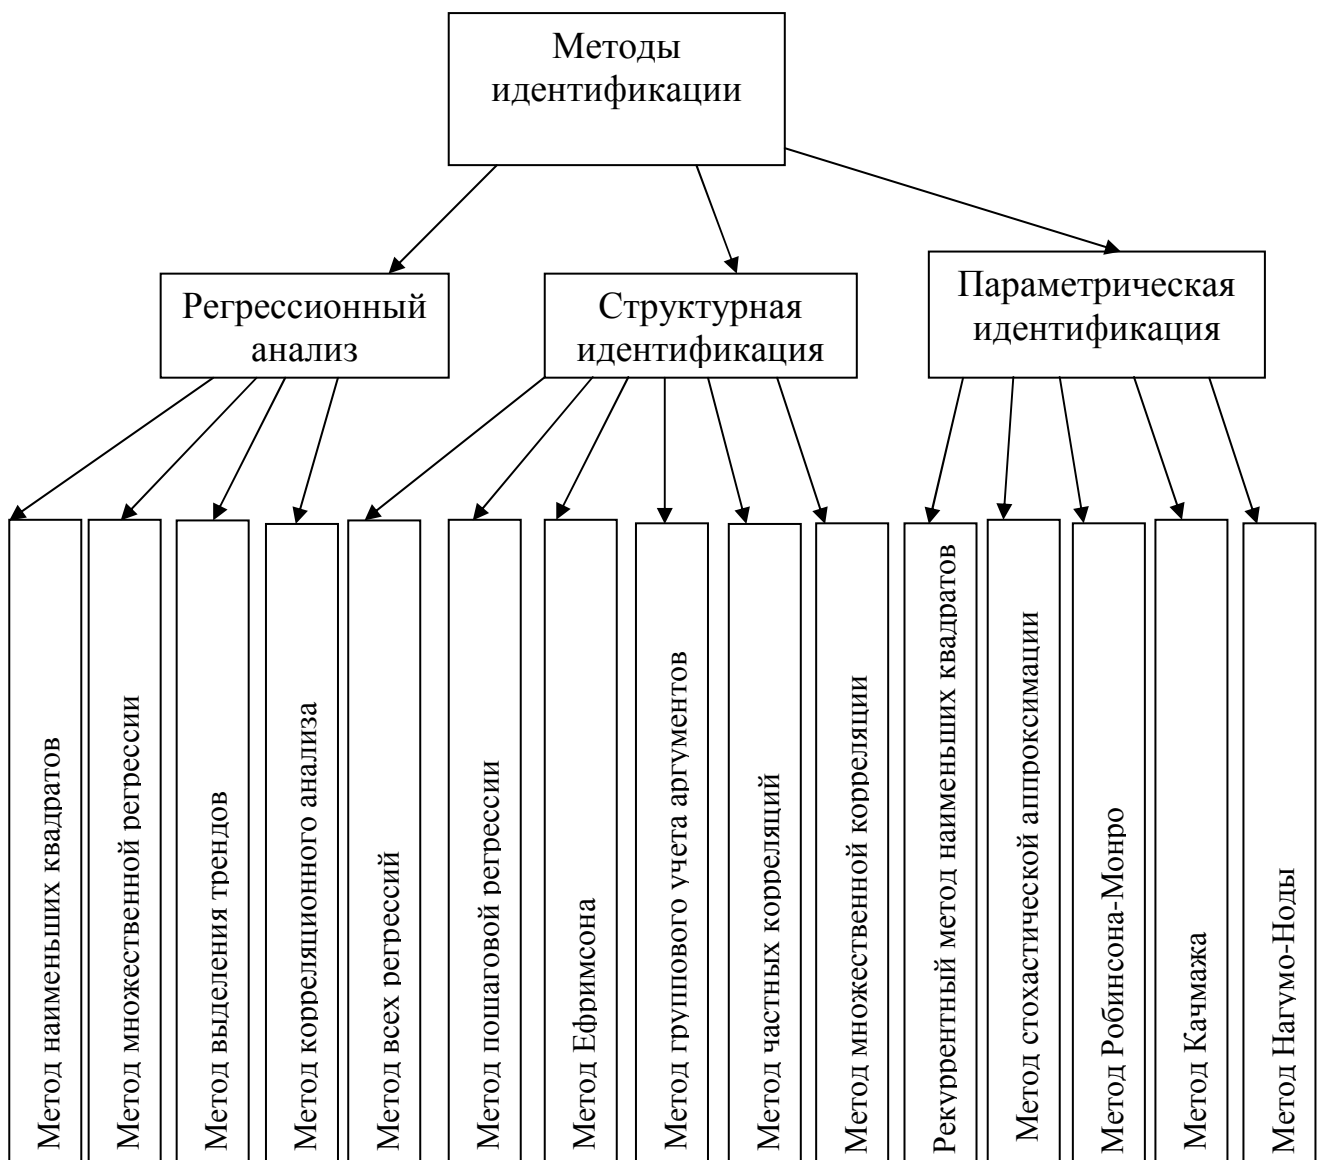 Методы
идентификации
Регрессионный
анализ
Структурная
идентификация
Параметрическая
идентификация
Метод наименьших квадратов
Метод множественной регрессии
Метод выделения трендов
Метод корреляционного анализа
Метод всех регрессий
Метод пошаговой регрессии
Метод Ефримсона
Метод группового учета аргументов
Метод частных корреляций
Метод множественной корреляции
Рекуррентный метод наименьших квадратов
Метод стохастической аппроксимации
Метод Робинсона-Монро
Метод Качмажа
Метод Нагумо-Ноды